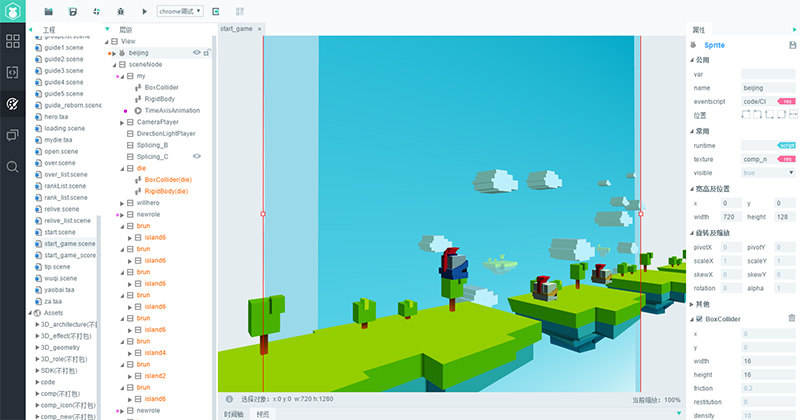 chrome调试
工程
groupList.scene
guide1.scene
guide2.scene
guide3.scene
guide4.scene
guide5.scene
guide_reborn.scene
hero.taa
loading.scene
mydie.taa
open.scene
over.scene
over_list.scene
rankList.scene
rank_list.scene
relive.scene
relive_list.scene
start.scene
start_game.scene
start_game_score
tip.scene
wuqi.scene
yaobai.taa
za.taa
Assets
3D_architecture(不打
3D_effect(不打包)
3D_geometry
3D_role(不打包)
SDK(不打包)
code
comp(不打包)
comp_icon(不打包)
comp_new(不打包)
层级
View
beijing
sceneNode
my
BoxCollider
RigidBody
TimeAxisAnimation
CameraPlayer
DirectionLightPlayer
Splicing_B
Splicing_C
die
BoxCollider(die)
RigidBody(die)
willhero
newrole
brun
island6
brun
island6
brun
island6
brun
island6
brun
island6
brun
island4
brun
island2
brun
island6
newrole
start_game
选择对象: x:0 y:0 w:720 h:1280
当前缩放: 100%
时间轴
预览
属性
Sprite
公用
var
name
beijing
eventscript
code/CI
res
位置
常用
runtime
script
texture
comp_n
res
visible
true
宽高及位置
x
0
y
0
width
720
height
128
旋转及缩放
pivotX
0
pivotY
0
scaleX
1
scaleY
1
skewX
0
skewY
0
rotation
0
alpha
1
其他
BoxCollider
x
0
y
0
width
16
height
16
friction
0.2
restitution
0
density
10